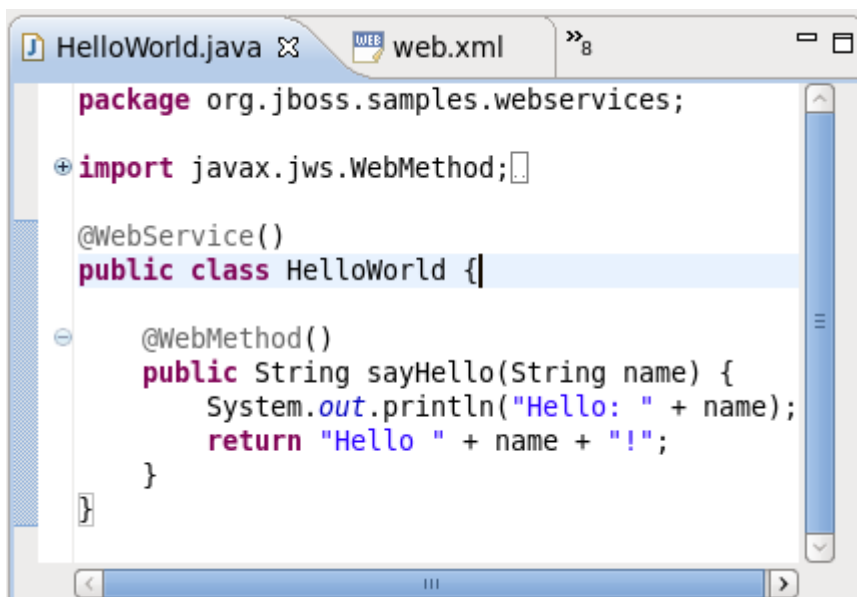 HelloWorld.java web.xml »8
package org.jboss.samples.webservices;
import javax.jws.WebMethod;
@WebService()
public class HelloWorld {
@WebMethod()
public String sayHello(String name) {
System.out.println("Hello: " + name);
return "Hello " + name + "!";
}
}